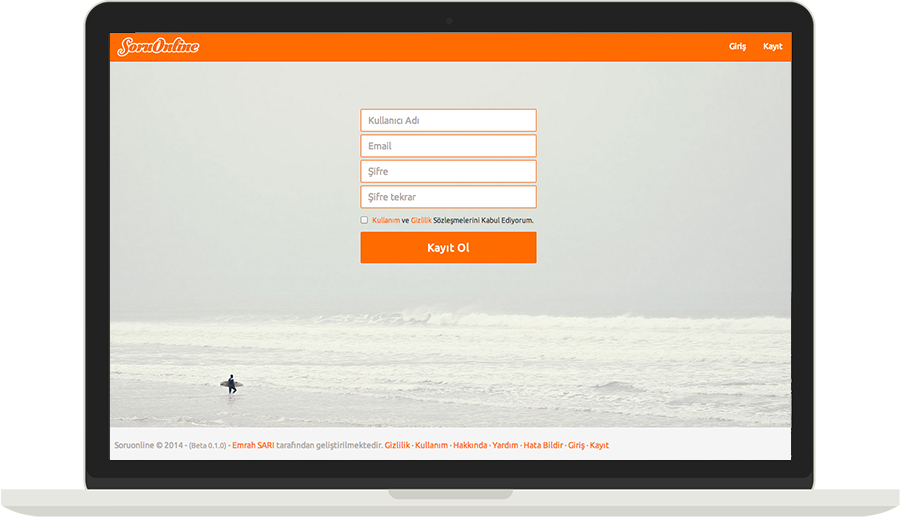 SoruOnline
Giriş Kayıt
Kullanıcı Adı
Email
Şifre
Şifre tekrar
Kullanım ve Gizlilik Sözleşmelerini Kabul Ediyorum.
Kayıt Ol
Soruonline © 2014 - (Beta 0.1.0) - Emrah SARI tarafından geliştirilmektedir. Gizlilik · Kullanım · Hakkında · Yardım · Hata Bildir · Giriş · Kayıt